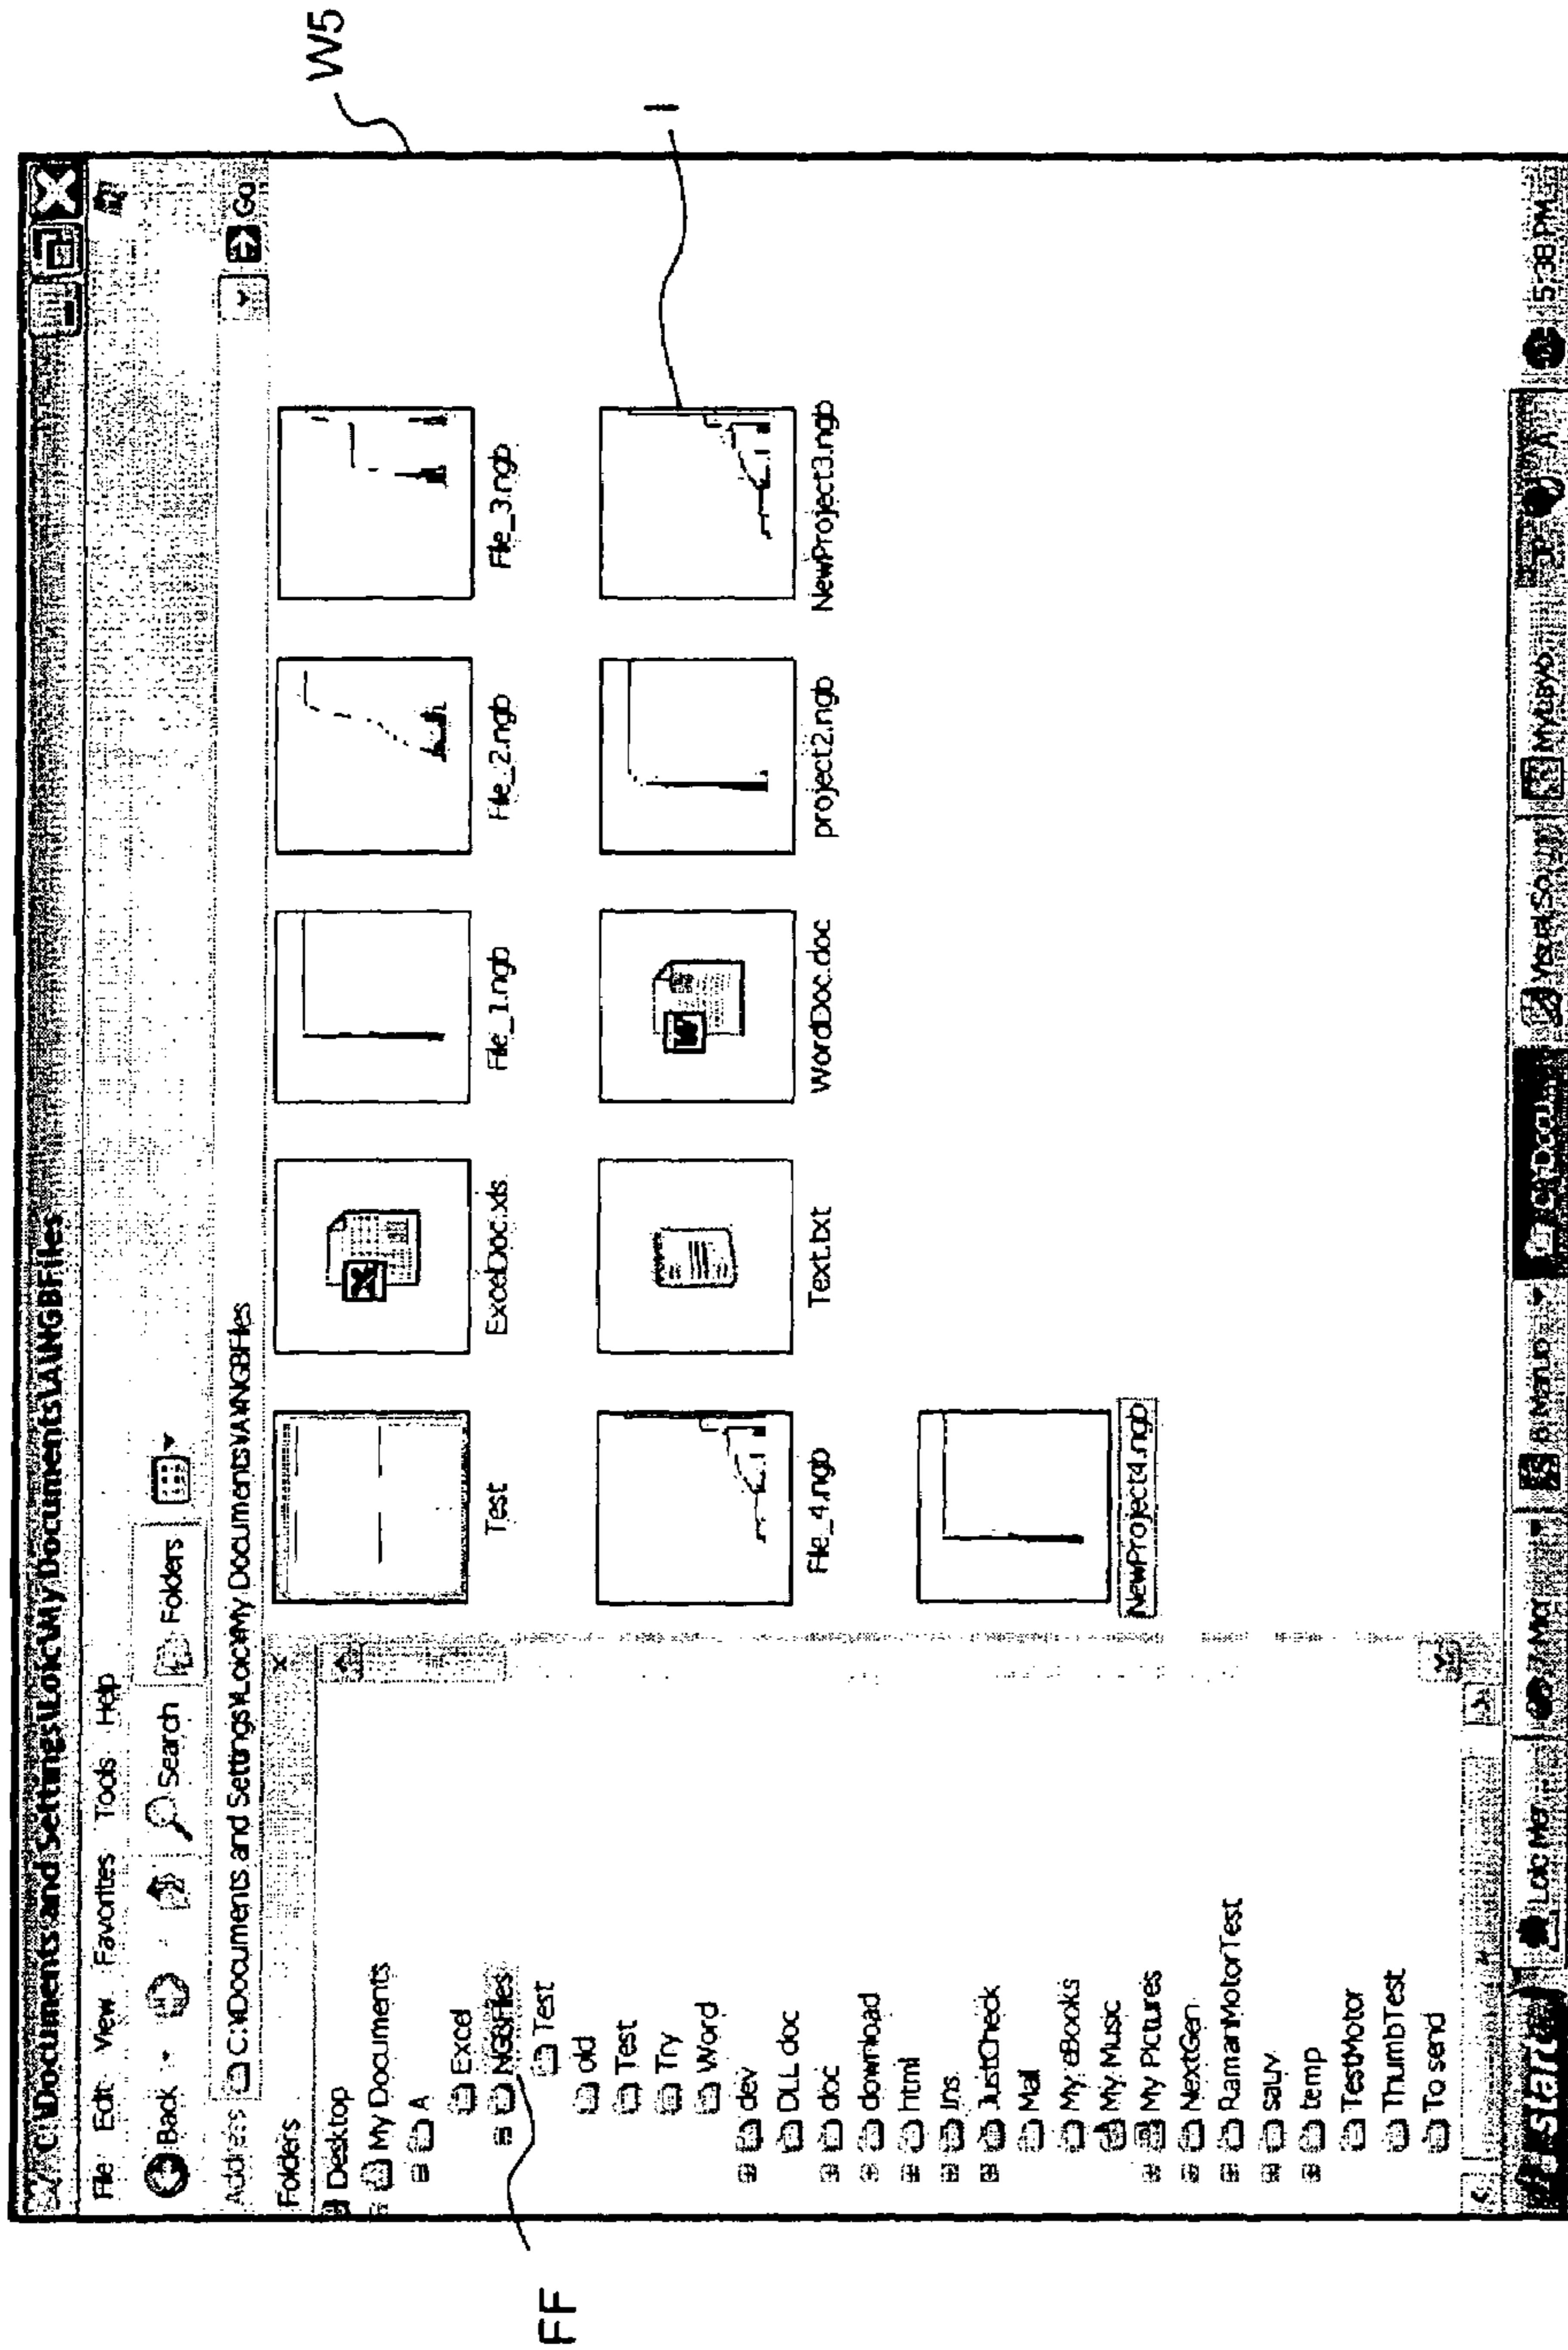 C:\Documents and Settings\Loic\My Documents\A\NGBFiles
File Edit View Favorites Tools Help
Back Search Folders
Address C:¥Documents and Settings¥Loic¥My Documents¥A¥NGBFiles Go
Folders
Desktop
My Documents
A
Excel
NGBFiles
Test
old
Test
Try
Word
dev
DLL doc
doc
download
html
Ins
JustCheck
Mail
My eBooks
My Music
My Pictures
NextGen
RamanMotorTest
sauv
temp
TestMotor
ThumbTest
To send
Test
ExcelDoc.xls
File_1.ngb
File_2.ngb
File_3.ngb
File_4.ngb
Text.txt
WordDoc.doc
project2.ngb
NewProject3.ngb
NewProject4.ngb
start Loic Mer 5:38 PM
W5
I
FF